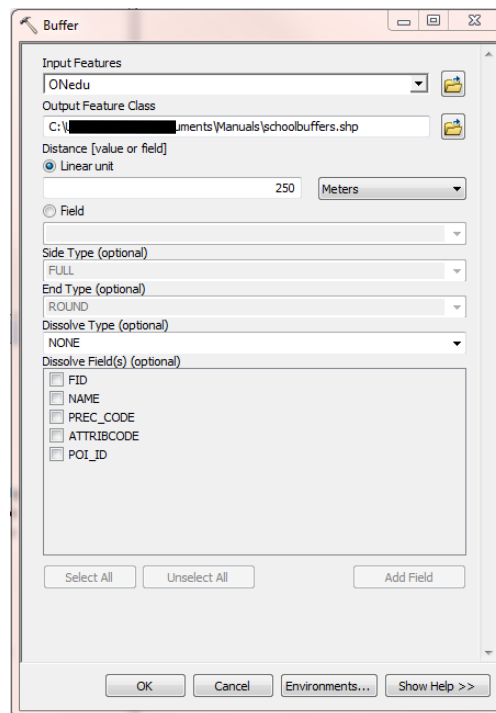 Buffer
Input Features
ONedu
Output Feature Class
C:\ uments\Manuals\schoolbuffers.shp
Distance [value or field]
Linear unit
250 Meters
Field
Side Type (optional)
FULL
End Type (optional)
ROUND
Dissolve Type (optional)
NONE
Dissolve Field(s) (optional)
FID
NAME
PREC_CODE
ATTRIBCODE
POI_ID
Select All Unselect All Add Field
OK Cancel Environments... Show Help >>